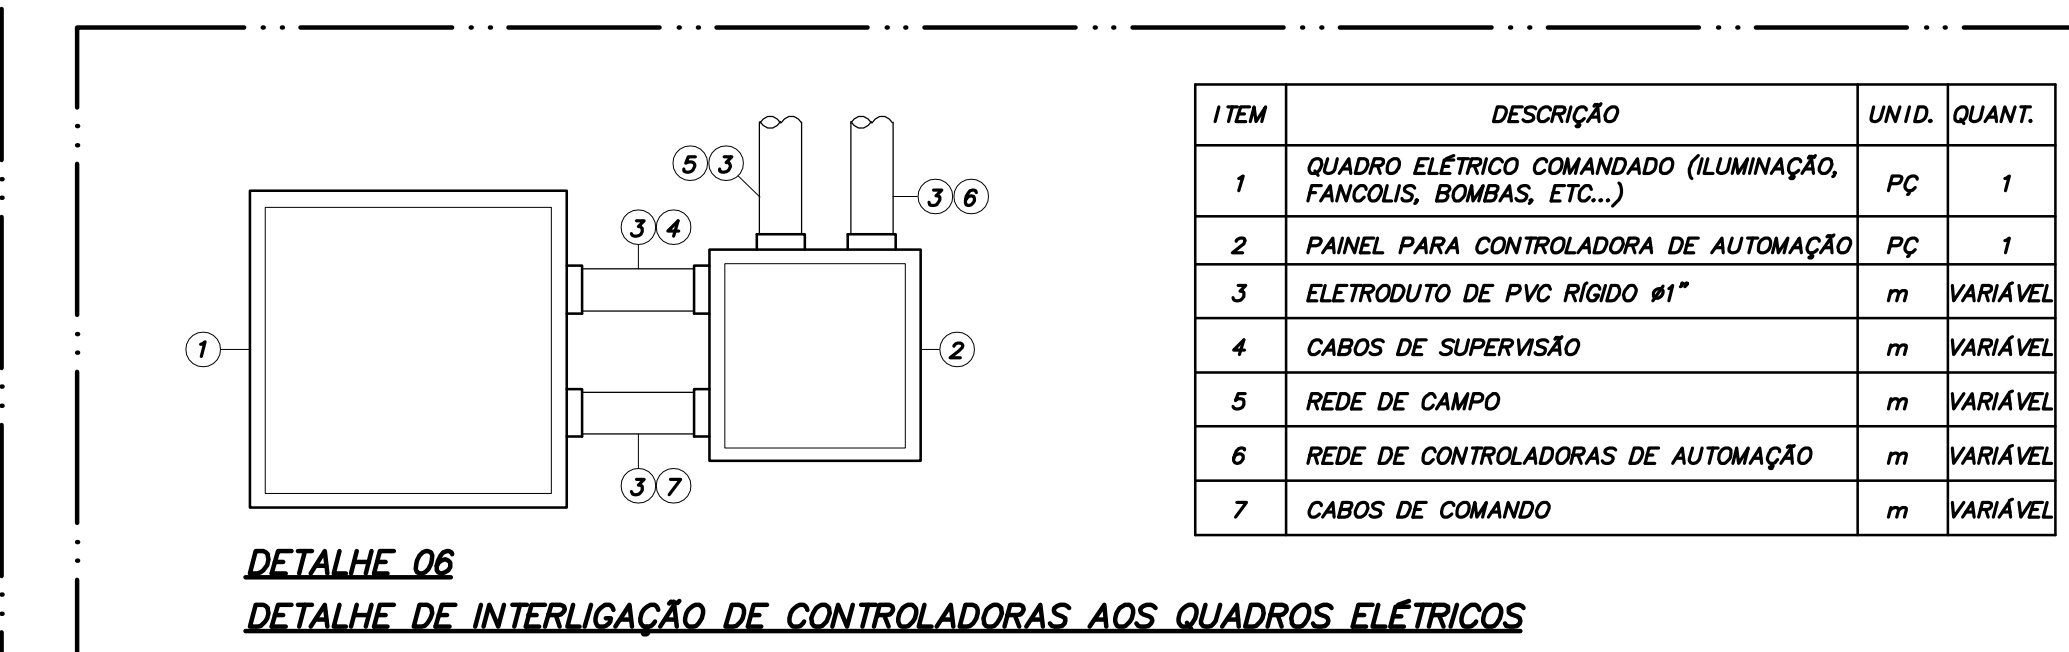 5 3
3 6
3 4
1
2
3 7
DETALHE 06
DETALHE DE INTERLIGAÇÃO DE CONTROLADORAS AOS QUADROS ELÉTRICOS
ITEM DESCRIÇÃO UNID. QUANT.
1 QUADRO ELÉTRICO COMANDADO (ILUMINAÇÃO,
FANCOLIS, BOMBAS, ETC...) PÇ 1
2 PAINEL PARA CONTROLADORA DE AUTOMAÇÃO PÇ 1
3 ELETRODUTO DE PVC RÍGIDO ø1" m VARIÁVEL
4 CABOS DE SUPERVISÃO m VARIÁVEL
5 REDE DE CAMPO m VARIÁVEL
6 REDE DE CONTROLADORAS DE AUTOMAÇÃO m VARIÁVEL
7 CABOS DE COMANDO m VARIÁVEL